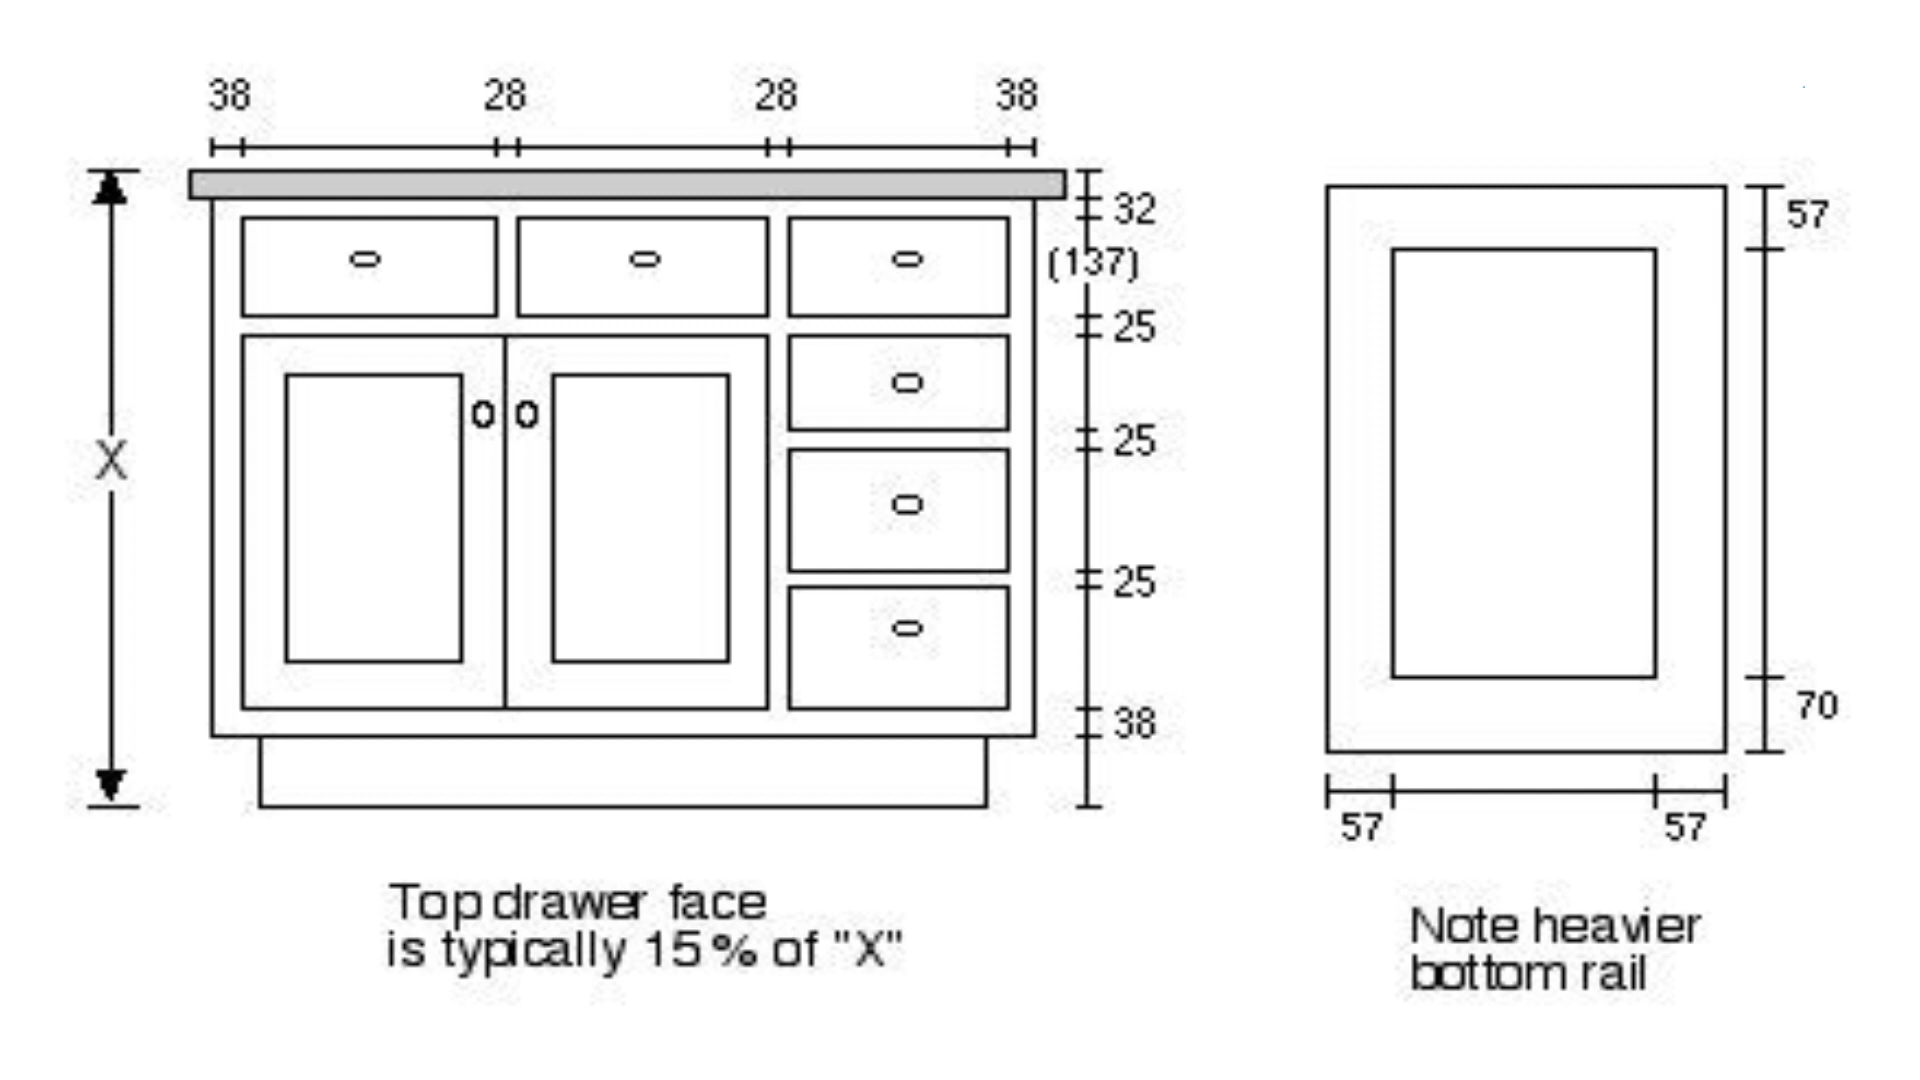 38 28 28 38
32
(137)
25
X
25
25
38
Top drawer face
is typically 15% of "X"
57
70
57 57
Note heavier
bottom rail